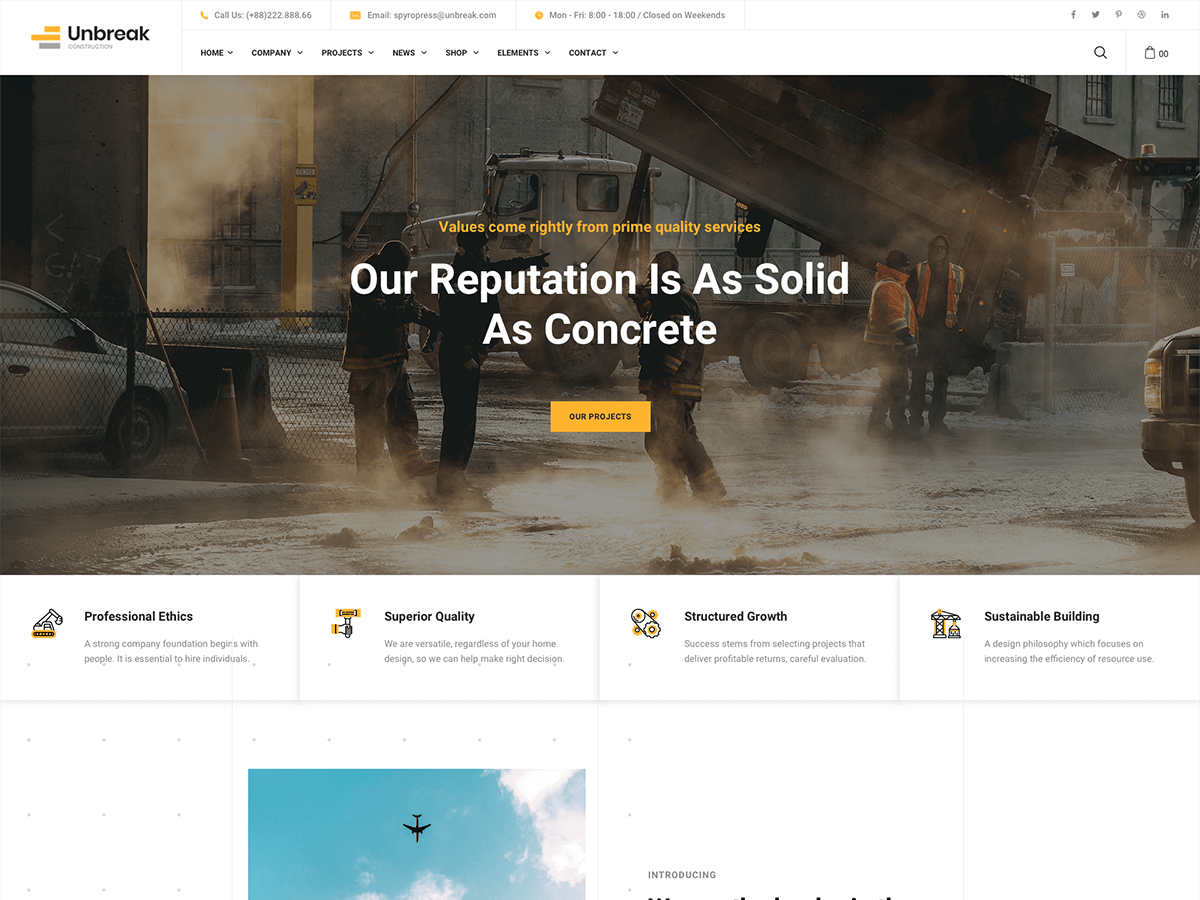 Unbreak
CONSTRUCTION
Call Us: (+88)222.888.66
Email: spyropress@unbreak.com
Mon - Fri: 8:00 - 18:00 / Closed on Weekends
HOME
COMPANY
PROJECTS
NEWS
SHOP
ELEMENTS
CONTACT
00
DANGER
Values come rightly from prime quality services
Our Reputation Is As Solid
As Concrete
OUR PROJECTS
Professional Ethics
A strong company foundation begins with
people. It is essential to hire individuals.
Superior Quality
We are versatile, regardless of your home
design, so we can help make right decision.
Structured Growth
Success stems from selecting projects that
deliver profitable returns, careful evaluation.
Sustainable Building
A design philosophy which focuses on
increasing the efficiency of resource use.
INTRODUCING